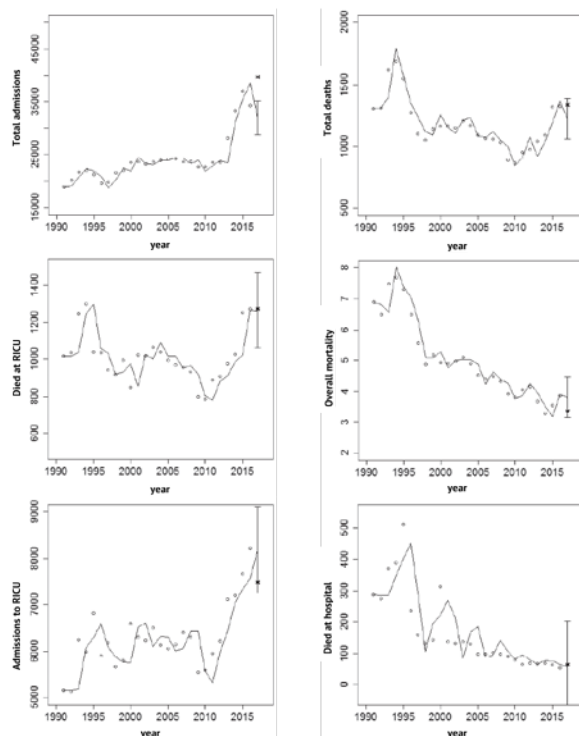 Total admissions
45000
35000
25000
15000
1990 1995 2000 2005 2010 2015
year
Total deaths
1500
1000
500
1990 1995 2000 2005 2010 2015
year
Died at RICU
1400
1200
1000
800
600
1990 1995 2000 2005 2010 2015
year
Overall mortality
8
7
6
5
4
3
2
1990 1995 2000 2005 2010 2015
year
Admissions to RICU
9000
8000
7000
6000
5000
1990 1995 2000 2005 2010 2015
year
Died at hospital
500
400
300
200
100
0
1990 1995 2000 2005 2010 2015
year